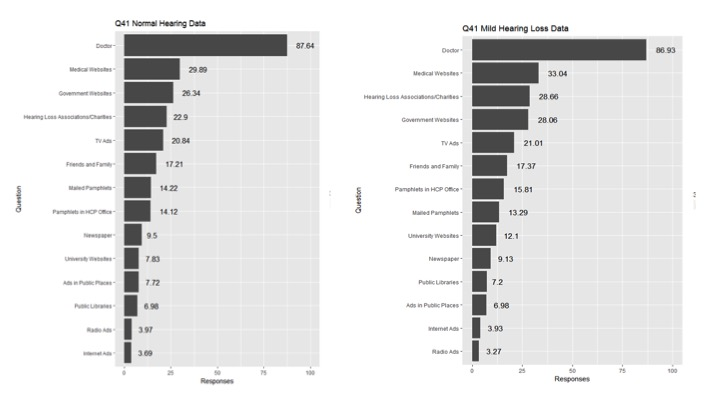 Q41 Normal Hearing Data
Question
Doctor 87.64
Medical Websites 29.89
Government Websites 26.34
Hearing Loss Associations/Charities 22.9
TV Ads 20.84
Friends and Family 17.21
Mailed Pamphlets 14.22
Pamphlets in HCP Office 14.12
Newspaper 9.5
University Websites 7.83
Ads in Public Places 7.72
Public Libraries 6.98
Radio Ads 3.97
Internet Ads 3.69
0 25 50 75 100
Responses
Q41 Mild Hearing Loss Data
Question
Doctor 86.93
Medical Websites 33.04
Hearing Loss Associations/Charities 28.66
Government Websites 28.06
TV Ads 21.01
Friends and Family 17.37
Pamphlets in HCP Office 15.81
Mailed Pamphlets 13.29
University Websites 12.1
Newspaper 9.13
Public Libraries 7.2
Ads in Public Places 6.98
Internet Ads 3.93
Radio Ads 3.27
0 25 50 75 100
Responses